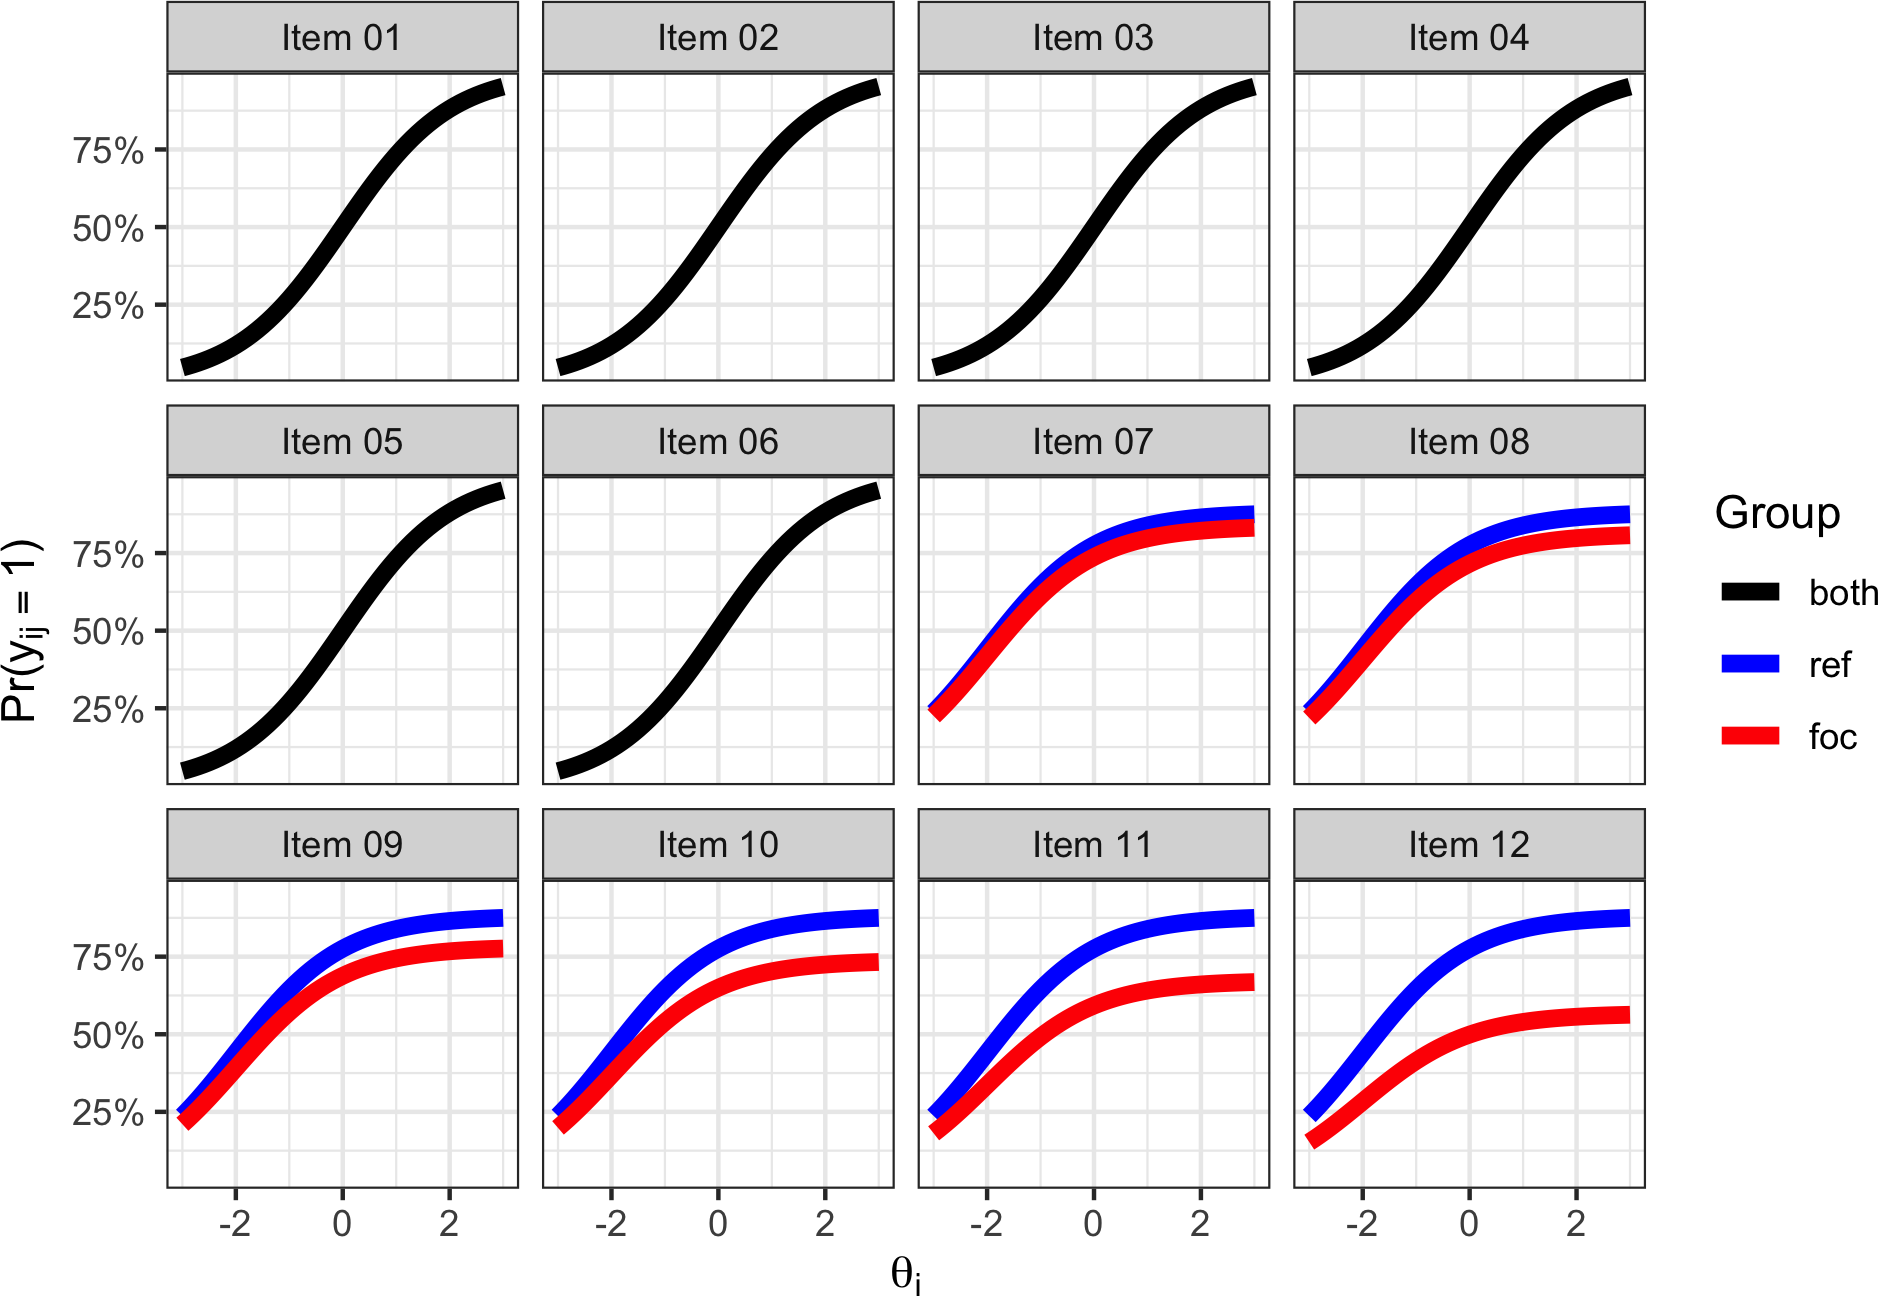 Item 01 Item 02 Item 03 Item 04
75%
50%
25%
Item 05 Item 06 Item 07 Item 08
75%
50%
25%
Item 09 Item 10 Item 11 Item 12
75%
50%
25%
-2 0 2 -2 0 2 -2 0 2 -2 0 2
θi
Pr(yij = 1)
Group
both
ref
foc